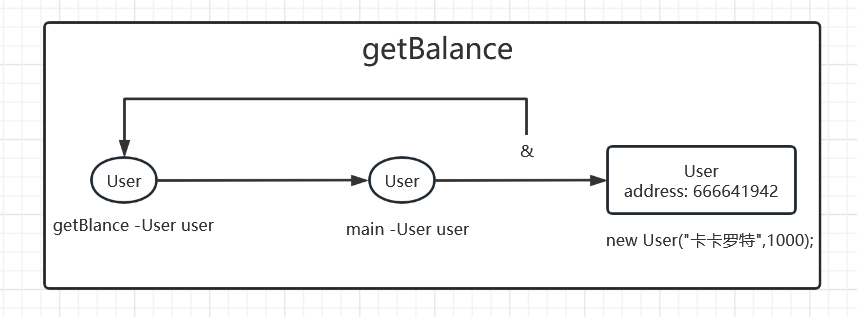 getBalance
&
User
User
User
address: 666641942
getBlance -User user
main -User user
new User("卡卡罗特",1000);